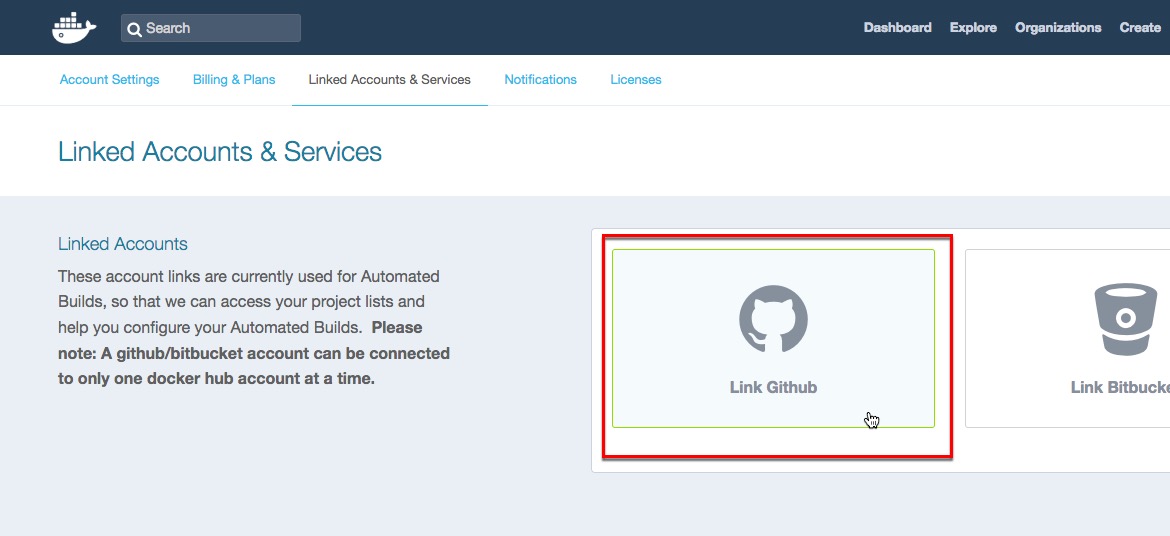 Search
Dashboard Explore Organizations Create
Account Settings Billing & Plans Linked Accounts & Services Notifications Licenses
Linked Accounts & Services
Linked Accounts
These account links are currently used for Automated
Builds, so that we can access your project lists and
help you configure your Automated Builds. Please
note: A github/bitbucket account can be connected
to only one docker hub account at a time.
Link Github
Link Bitbucke